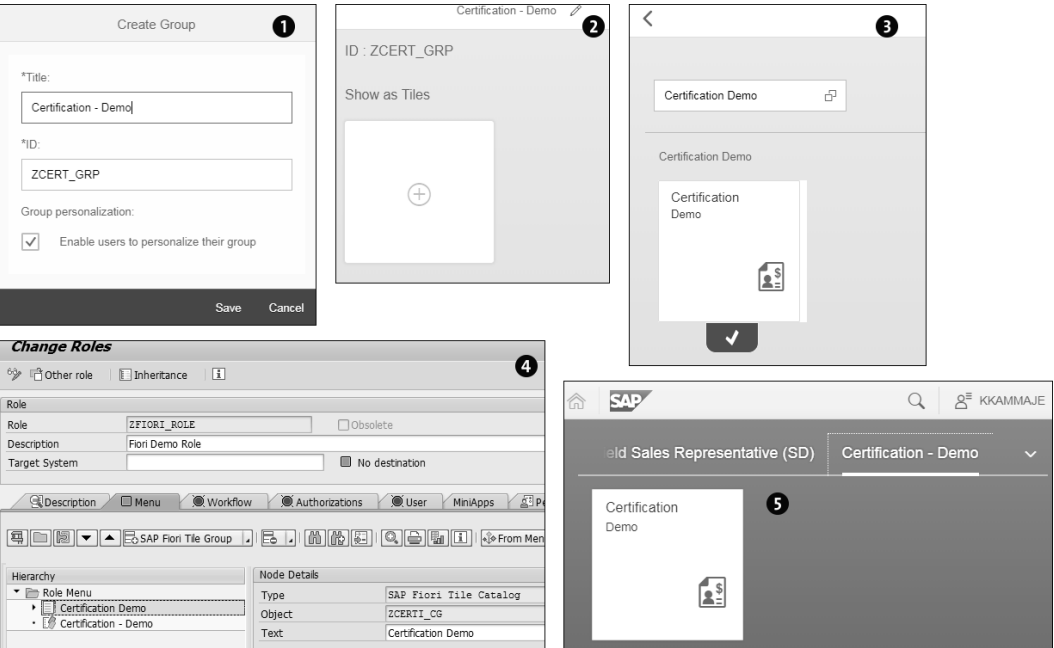 Create Group
1
*Title:
Certification - Demo
*ID:
ZCERT_GRP
Group personalization:
Enable users to personalize their group
Save Cancel
Certification - Demo
2
ID : ZCERT_GRP
Show as Tiles
3
Certification Demo
Certification Demo
Certification
Demo
Change Roles
4
Other role Inheritance
Role
Role ZFIORI_ROLE Obsolete
Description Fiori Demo Role
Target System No destination
Description Menu Workflow Authorizations User MiniApps Pe
SAP Fiori Tile Group From Men
Hierarchy Node Details
Role Menu Type SAP Fiori Tile Catalog
Certification Demo Object ZCERTI_CG
Certification - Demo Text Certification Demo
SAP KKAMMAJE
eld Sales Representative (SD) Certification - Demo
5
Certification
Demo